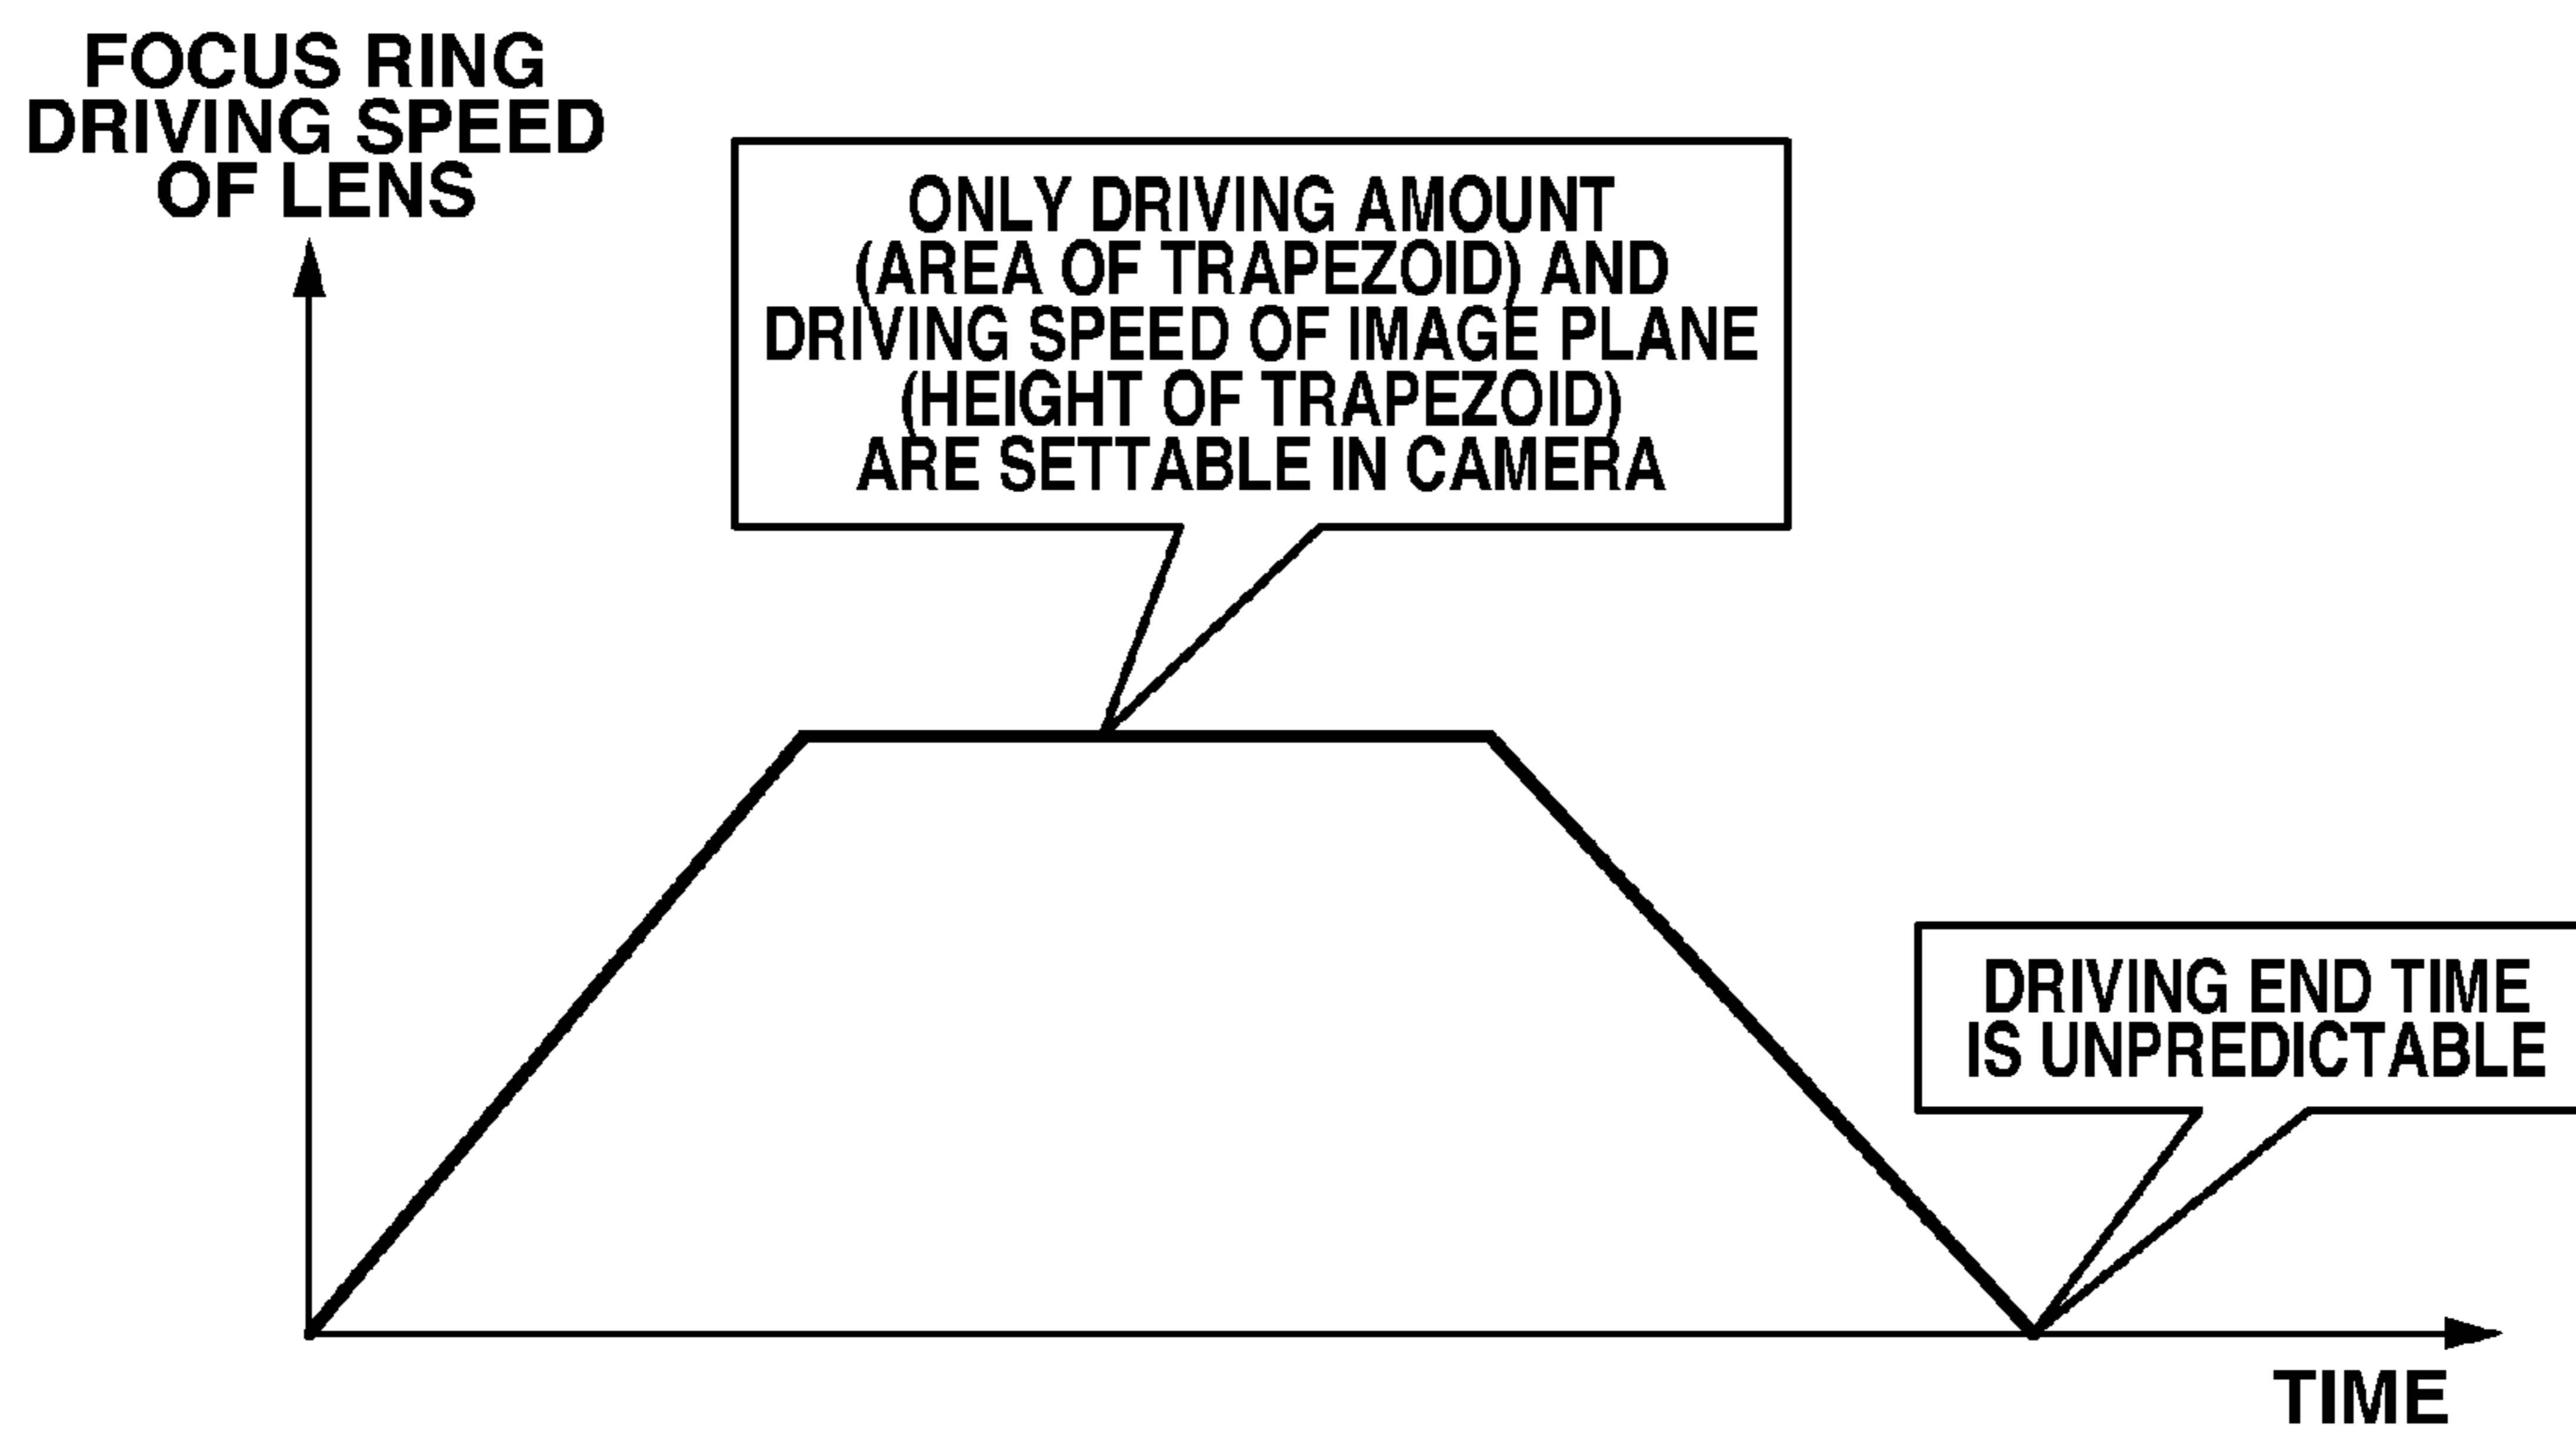 FOCUS RING
DRIVING SPEED
OF LENS
ONLY DRIVING AMOUNT
(AREA OF TRAPEZOID) AND
DRIVING SPEED OF IMAGE PLANE
(HEIGHT OF TRAPEZOID)
ARE SETTABLE IN CAMERA
DRIVING END TIME
IS UNPREDICTABLE
TIME